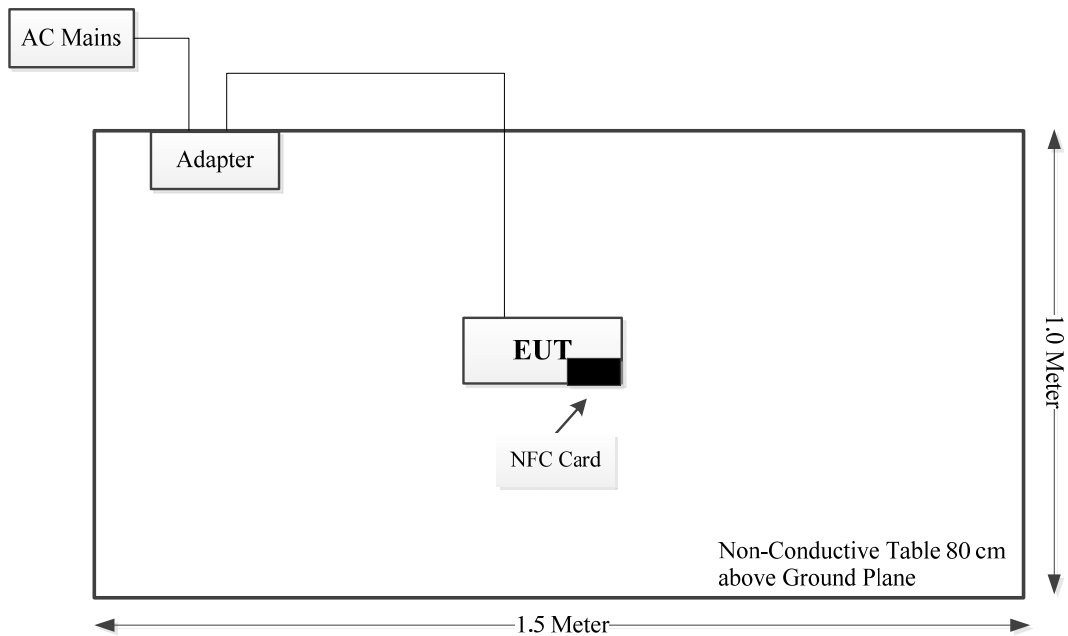 AC Mains
Adapter
EUT
NFC Card
1.0 Meter
Non-Conductive Table 80 cm
above Ground Plane
1.5 Meter